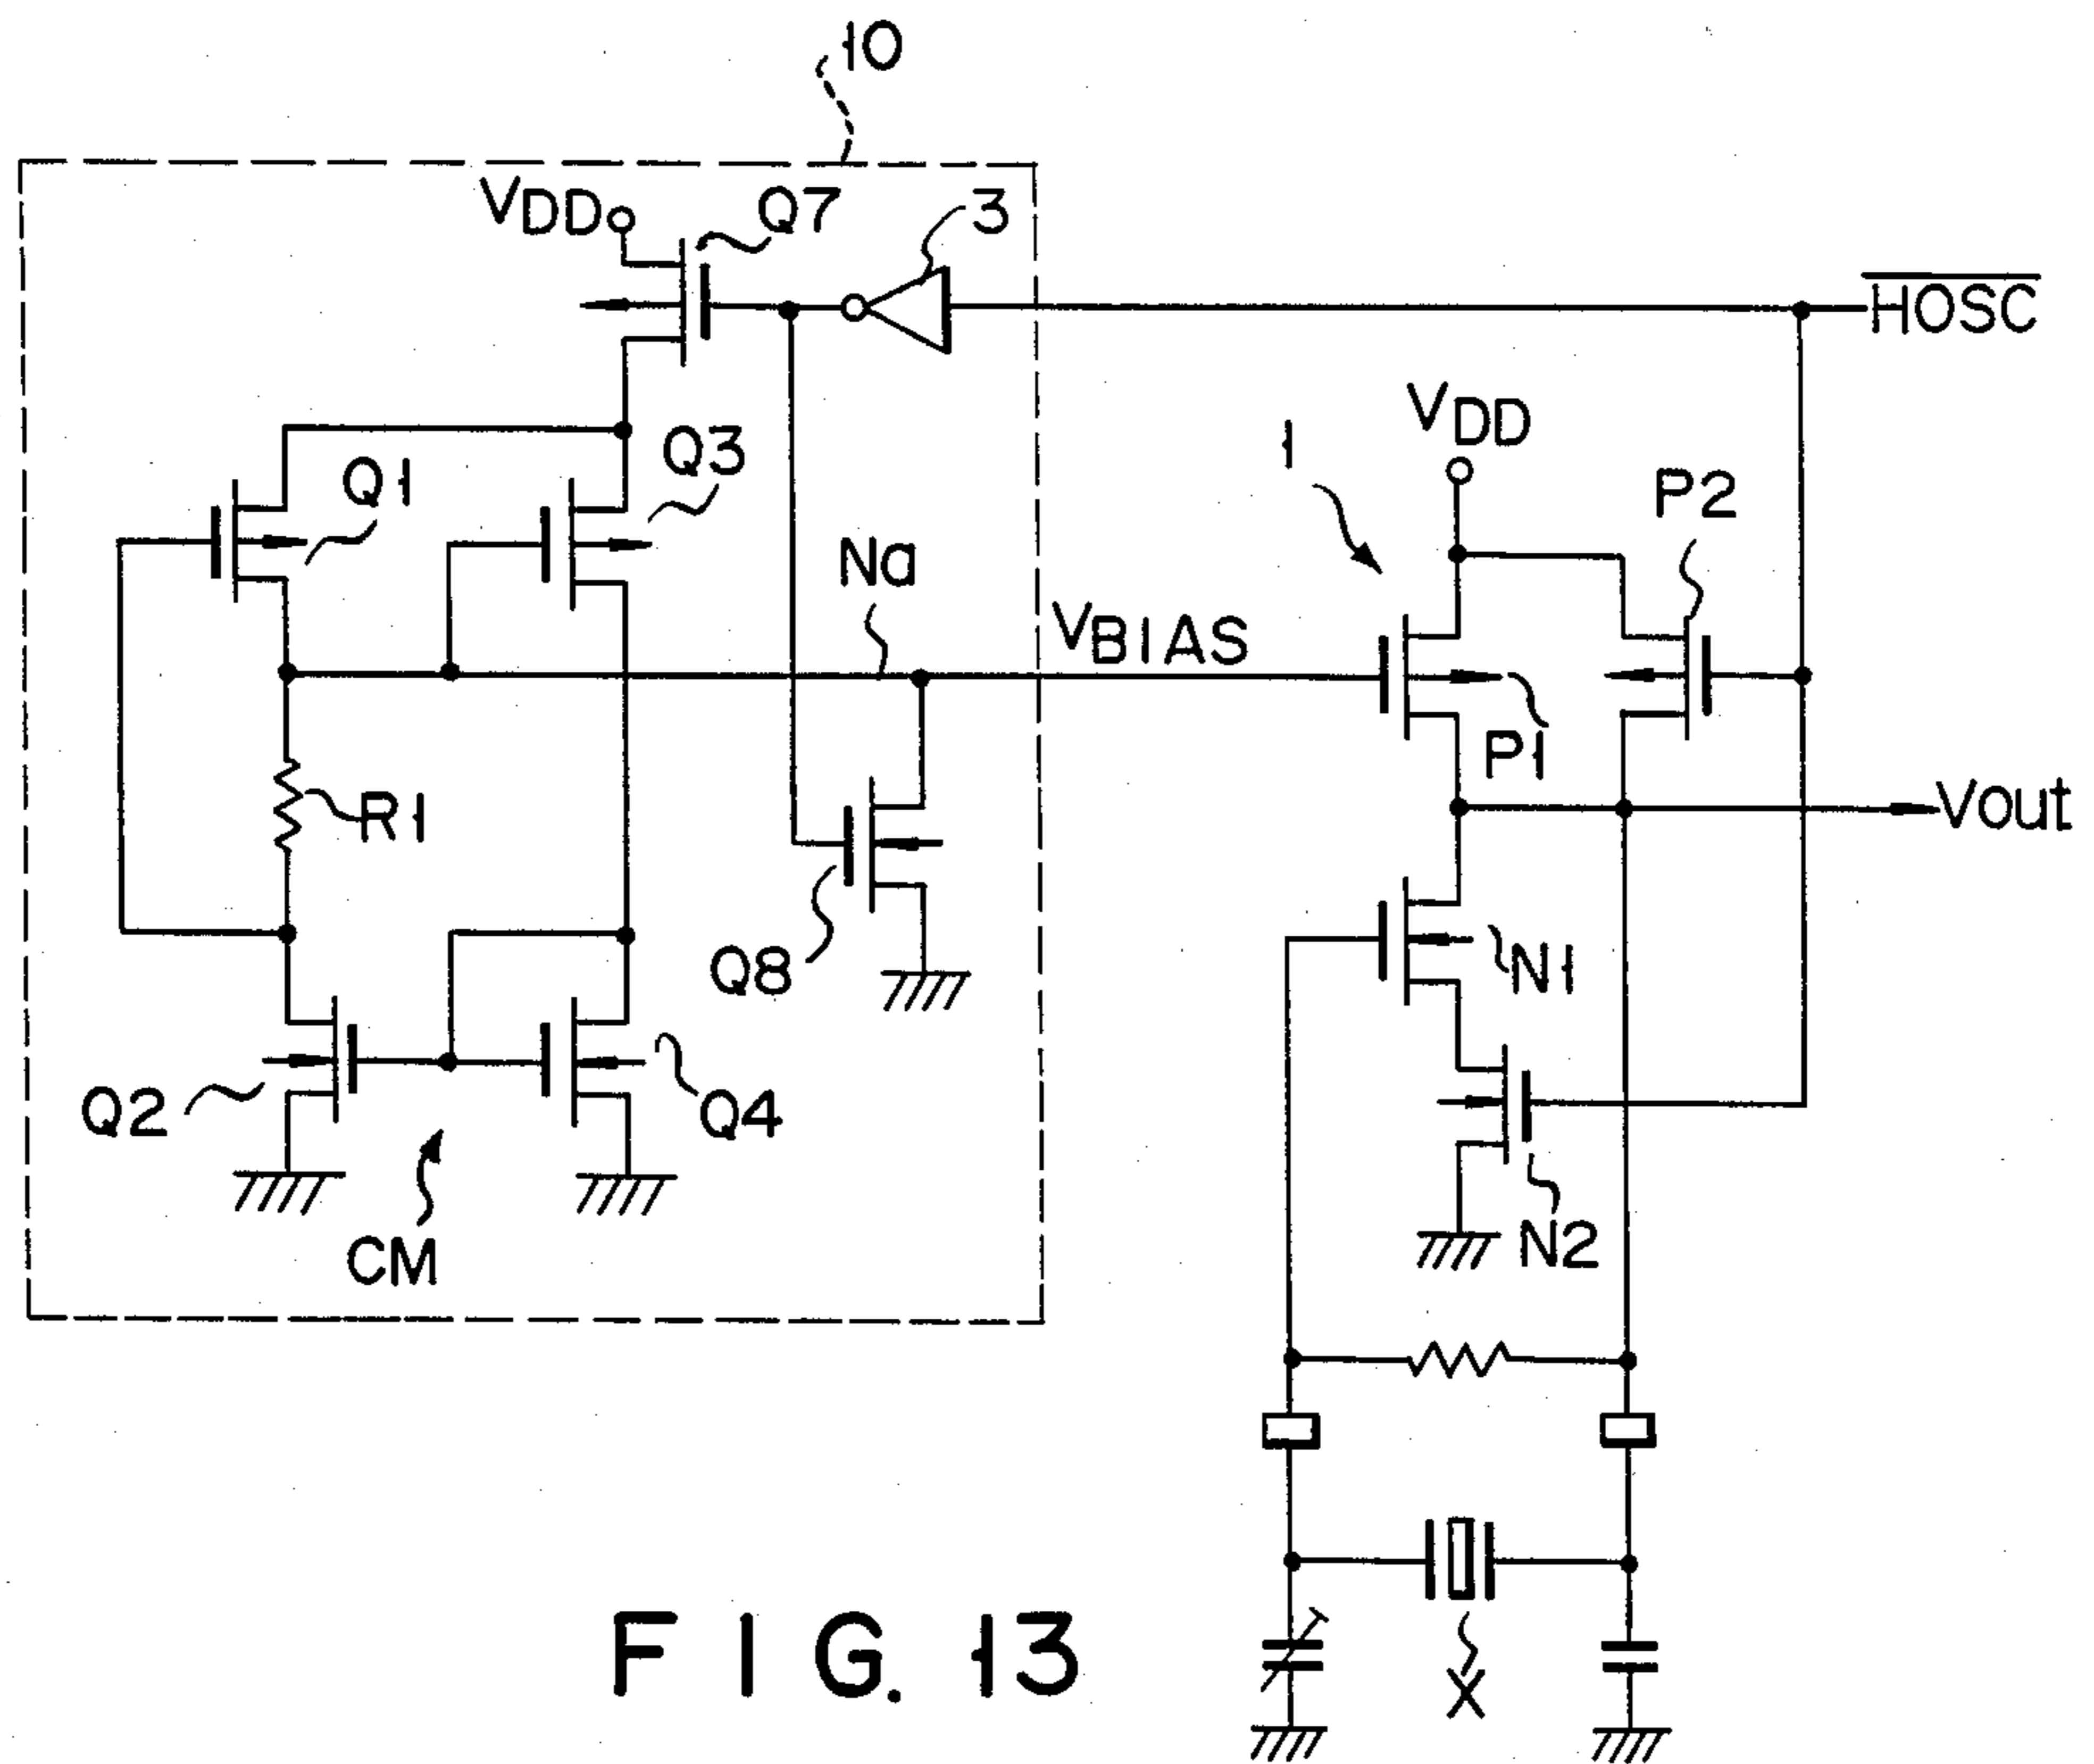 10
VDD
Q7
3
HOSC
VDD
1
P2
Q1
Q3
Na
VBIAS
P1
R1
Vout
Q8
N1
Q2
Q4
N2
CM
X
FIG. 13